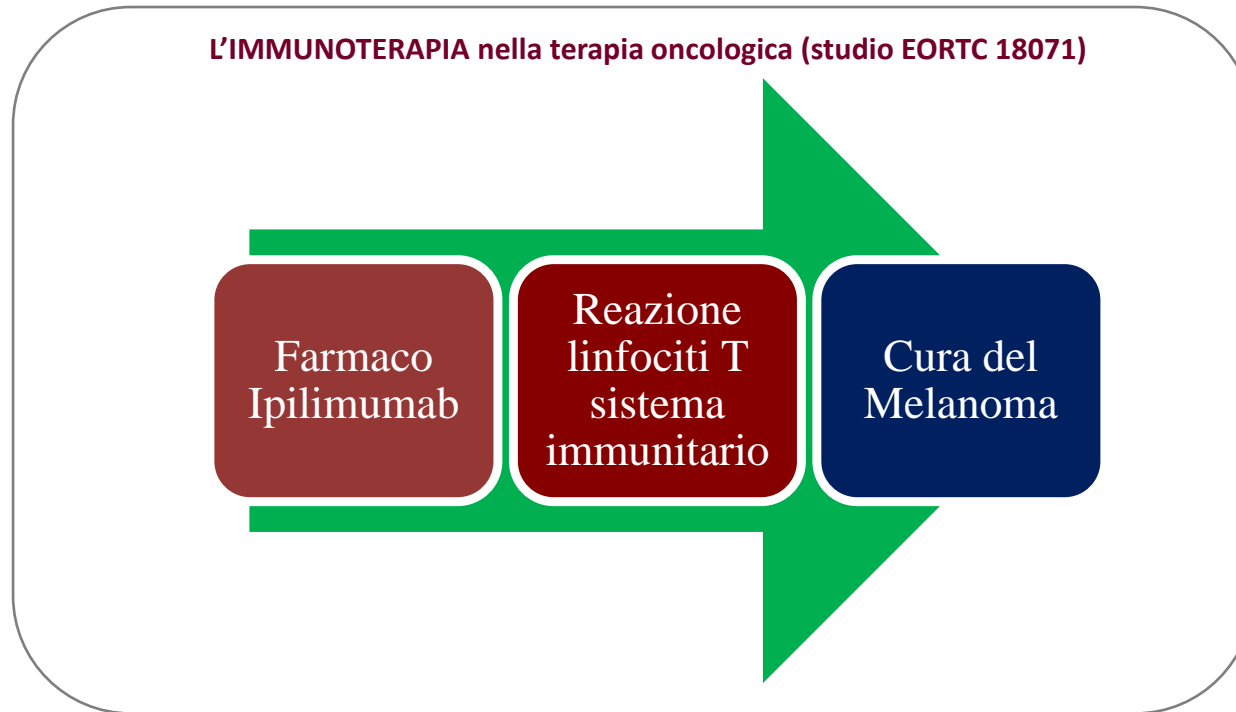 L’IMMUNOTERAPIA nella terapia oncologica (studio EORTC 18071)
Farmaco
Ipilimumab
Reazione
linfociti T
sistema
immunitario
Cura del
Melanoma